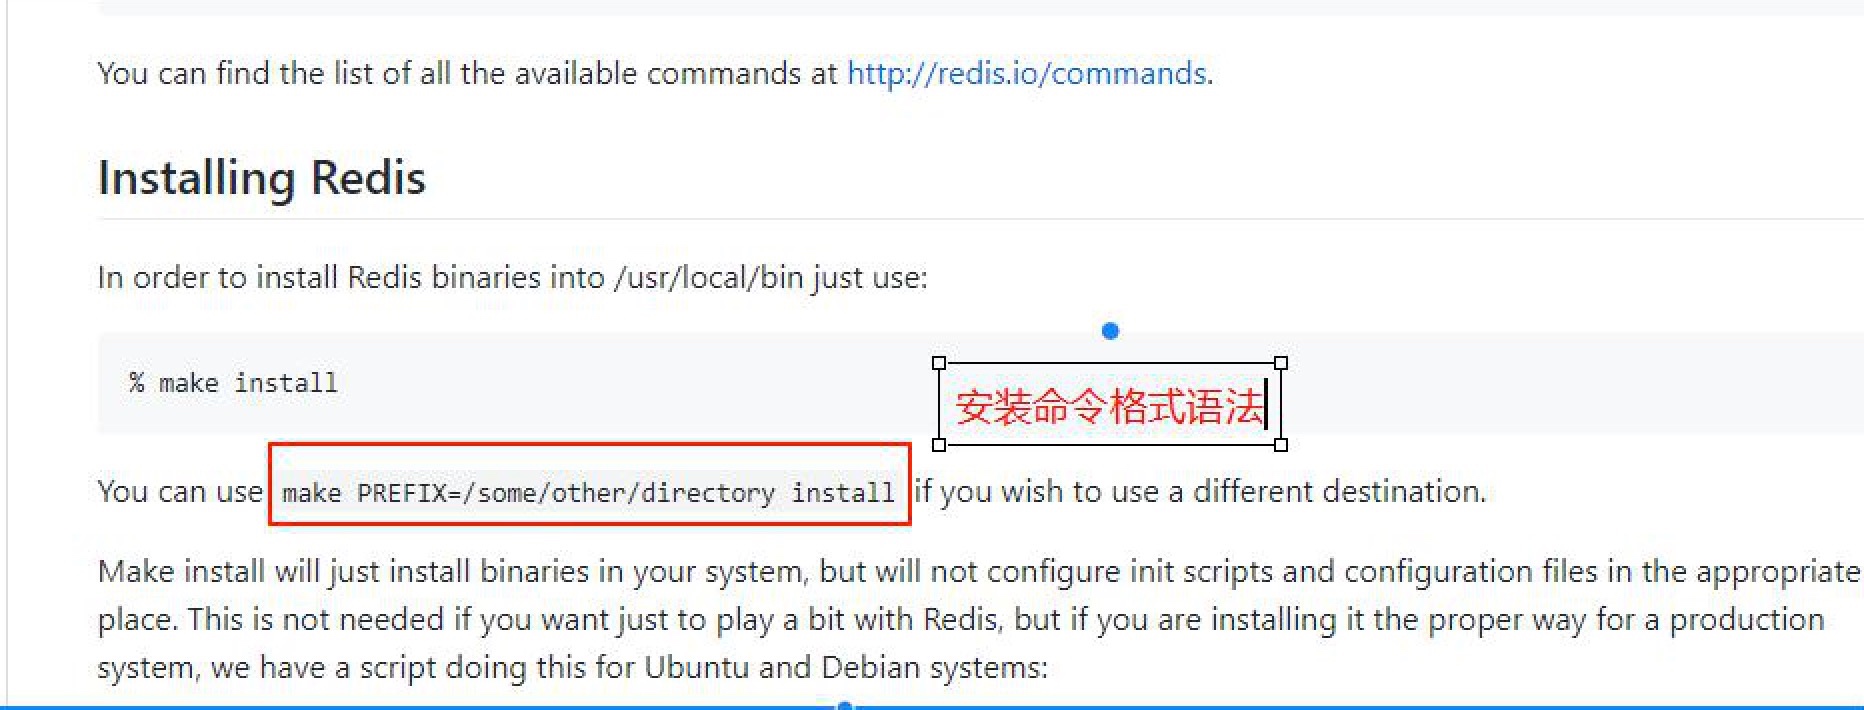 You can find the list of all the available commands at http://redis.io/commands.
Installing Redis
In order to install Redis binaries into /usr/local/bin just use:
% make install
安装命令格式语法
You can use make PREFIX=/some/other/directory install if you wish to use a different destination.
Make install will just install binaries in your system, but will not configure init scripts and configuration files in the appropriate
place. This is not needed if you want just to play a bit with Redis, but if you are installing it the proper way for a production
system, we have a script doing this for Ubuntu and Debian systems: